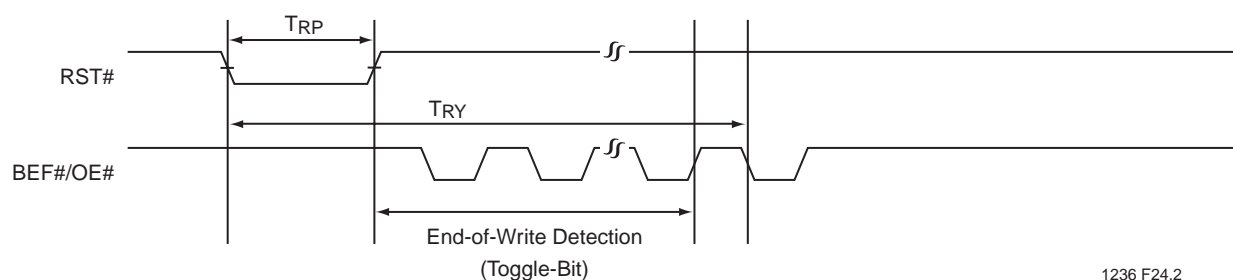 TRP
RST#
TRY
BEF#/OE#
End-of-Write Detection
(Toggle-Bit)
1236 F24.2